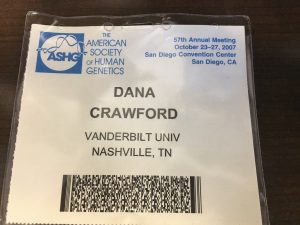 ASHG
THE
AMERICAN
SOCIETY
OF HUMAN
GENETICS
57th Annual Meeting
October 23-27, 2007
San Diego Convention Center
San Diego, CA
DANA
CRAWFORD
VANDERBILT UNIV
NASHVILLE, TN